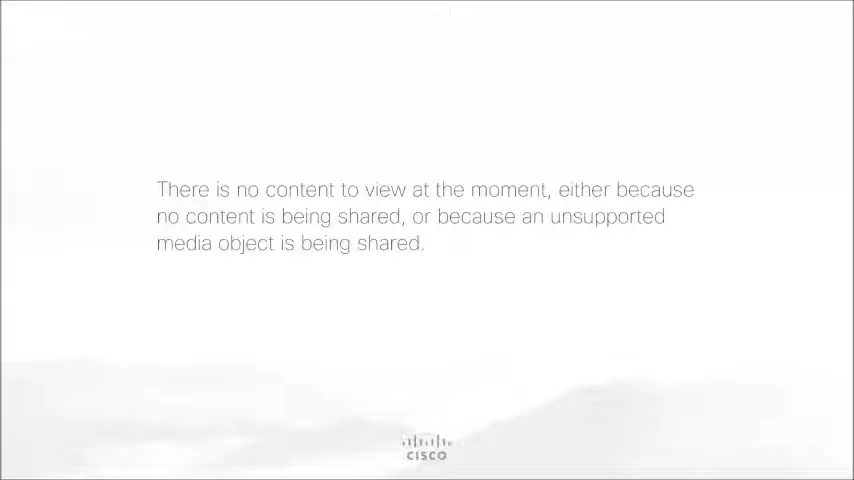 There is no content to view at the moment, either because
no content is being shared, or because an unsupported
media object is being shared.
CISCO